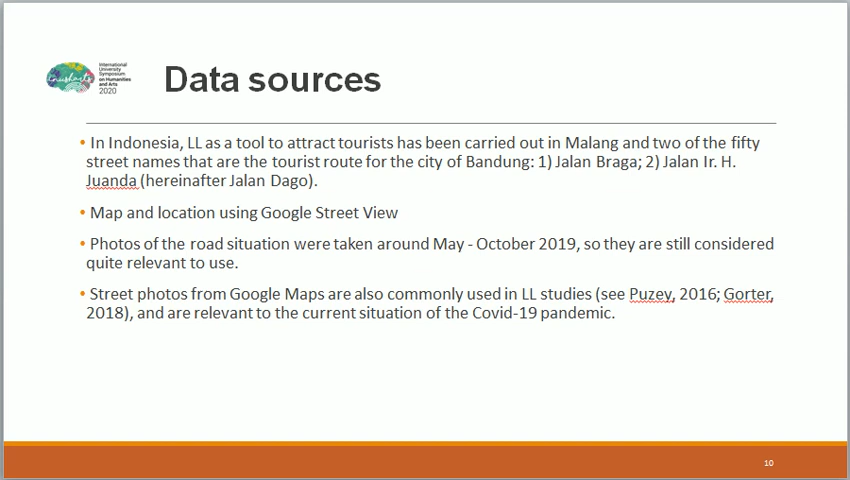 inusharts
International
University
Symposium
on Humanities
and Arts
2020
Data sources
• In Indonesia, LL as a tool to attract tourists has been carried out in Malang and two of the fifty
street names that are the tourist route for the city of Bandung: 1) Jalan Braga; 2) Jalan Ir. H.
Juanda (hereinafter Jalan Dago).
• Map and location using Google Street View
• Photos of the road situation were taken around May - October 2019, so they are still considered
quite relevant to use.
• Street photos from Google Maps are also commonly used in LL studies (see Puzey, 2016; Gorter,
2018), and are relevant to the current situation of the Covid-19 pandemic.
10